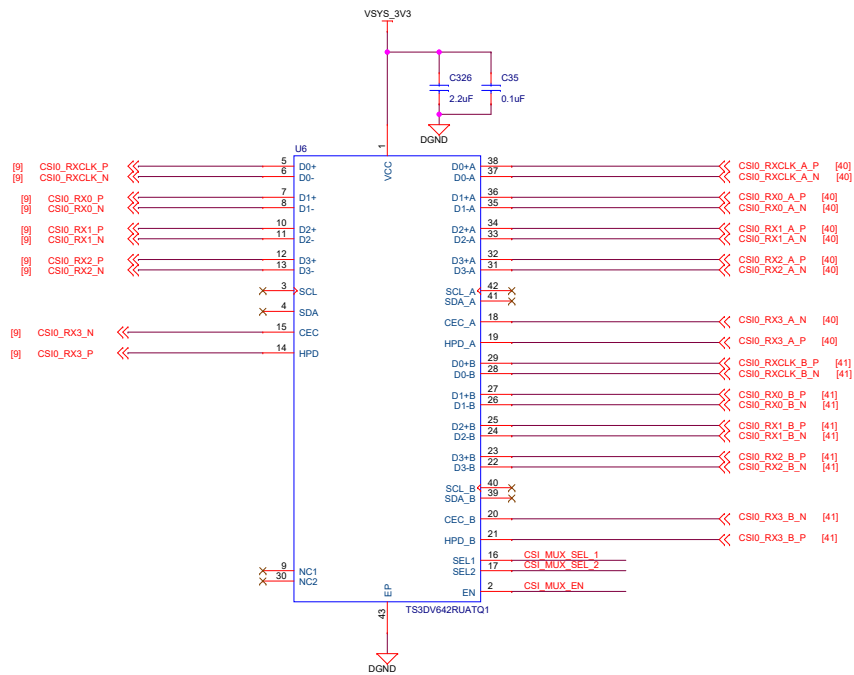 VSYS_3V3
C326
2.2uF
C35
0.1uF
DGND
U6
1
VCC
[9] CSI0_RXCLK_P 5 D0+
[9] CSI0_RXCLK_N 6 D0-
[9] CSI0_RX0_P 7 D1+
[9] CSI0_RX0_N 8 D1-
[9] CSI0_RX1_P 10 D2+
[9] CSI0_RX1_N 11 D2-
[9] CSI0_RX2_P 12 D3+
[9] CSI0_RX2_N 13 D3-
3 SCL
4 SDA
[9] CSI0_RX3_N 15 CEC
[9] CSI0_RX3_P 14 HPD
9 NC1
30 NC2
D0+A 38 CSI0_RXCLK_A_P [40]
D0-A 37 CSI0_RXCLK_A_N [40]
D1+A 36 CSI0_RX0_A_P [40]
D1-A 35 CSI0_RX0_A_N [40]
D2+A 34 CSI0_RX1_A_P [40]
D2-A 33 CSI0_RX1_A_N [40]
D3+A 32 CSI0_RX2_A_P [40]
D3-A 31 CSI0_RX2_A_N [40]
SCL_A 42
SDA_A 41
CEC_A 18 CSI0_RX3_A_N [40]
HPD_A 19 CSI0_RX3_A_P [40]
D0+B 29 CSI0_RXCLK_B_P [41]
D0-B 28 CSI0_RXCLK_B_N [41]
D1+B 27 CSI0_RX0_B_P [41]
D1-B 26 CSI0_RX0_B_N [41]
D2+B 25 CSI0_RX1_B_P [41]
D2-B 24 CSI0_RX1_B_N [41]
D3+B 23 CSI0_RX2_B_P [41]
D3-B 22 CSI0_RX2_B_N [41]
SCL_B 40
SDA_B 39
CEC_B 20 CSI0_RX3_B_N [41]
HPD_B 21 CSI0_RX3_B_P [41]
SEL1 16 CSI_MUX_SEL_1
SEL2 17 CSI_MUX_SEL_2
EN 2 CSI_MUX_EN
EP
43
TS3DV642RUATQ1
DGND